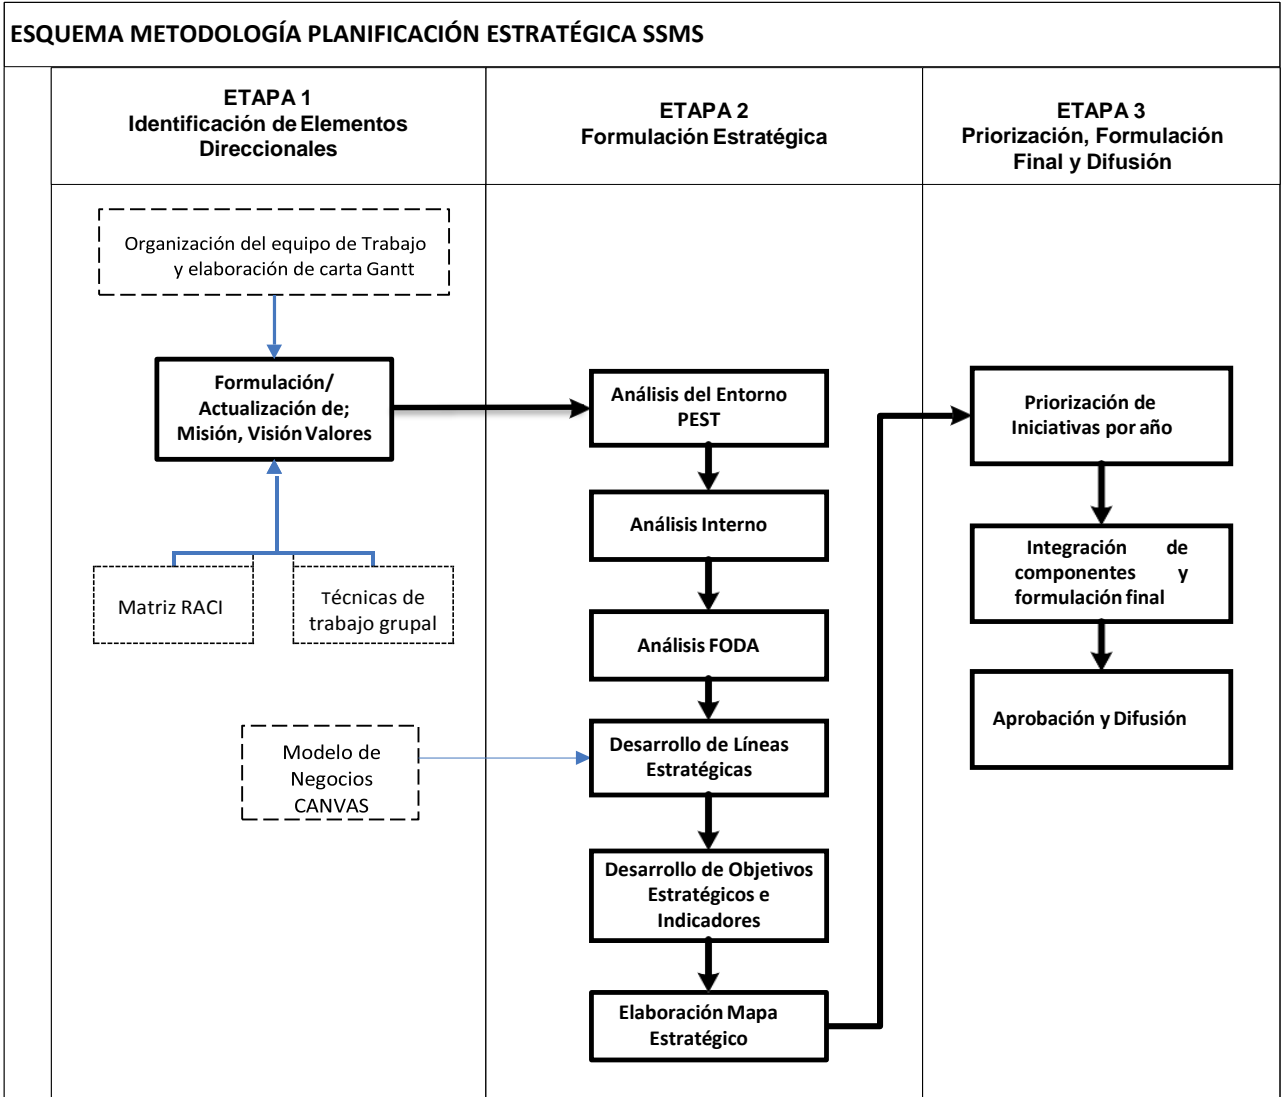 ESQUEMA METODOLOGÍA PLANIFICACIÓN ESTRATÉGICA SSMS
ETAPA 1
Identificación de Elementos
Direccionales
ETAPA 2
Formulación Estratégica
ETAPA 3
Priorización, Formulación
Final y Difusión
Organización del equipo de Trabajo
y elaboración de carta Gantt
Formulación/
Actualización de;
Misión, Visión Valores
Matriz RACI
Técnicas de
trabajo grupal
Modelo de
Negocios
CANVAS
Análisis del Entorno
PEST
Análisis Interno
Análisis FODA
Desarrollo de Líneas
Estratégicas
Desarrollo de Objetivos
Estratégicos e
Indicadores
Elaboración Mapa
Estratégico
Priorización de
Iniciativas por año
Integración de
componentes y
formulación final
Aprobación y Difusión